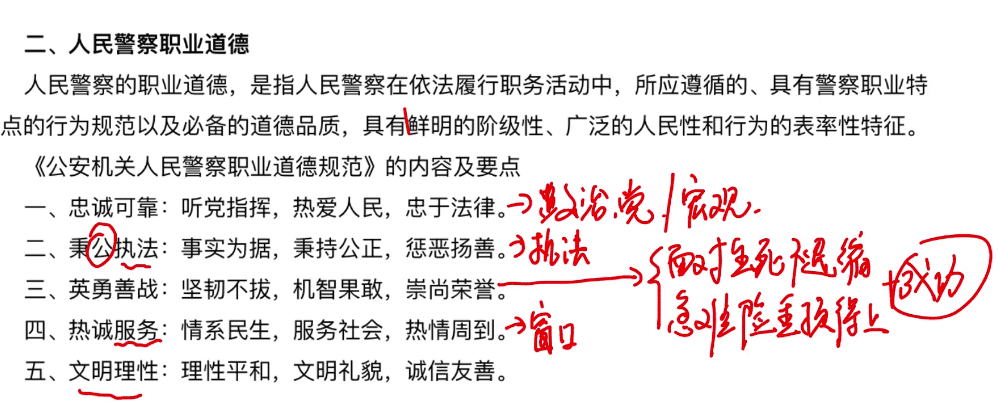 二、人民警察职业道德
人民警察的职业道德，是指人民警察在依法履行职务活动中，所应遵循的、具有警察职业特
点的行为规范以及必备的道德品质，具有鲜明的阶级性、广泛的人民性和行为的表率性特征。
《公安机关人民警察职业道德规范》的内容及要点
一、忠诚可靠：听党指挥，热爱人民，忠于法律。→政治、党/宏观.
二、秉公执法：事实为据，秉持公正，惩恶扬善。→执法
面对生死不退缩
三、英勇善战：坚韧不拔，机智果敢，崇尚荣誉。→
急难险重顶得上
+成功
四、热诚服务：情系民生，服务社会，热情周到。→窗口
五、文明理性：理性平和，文明礼貌，诚信友善。